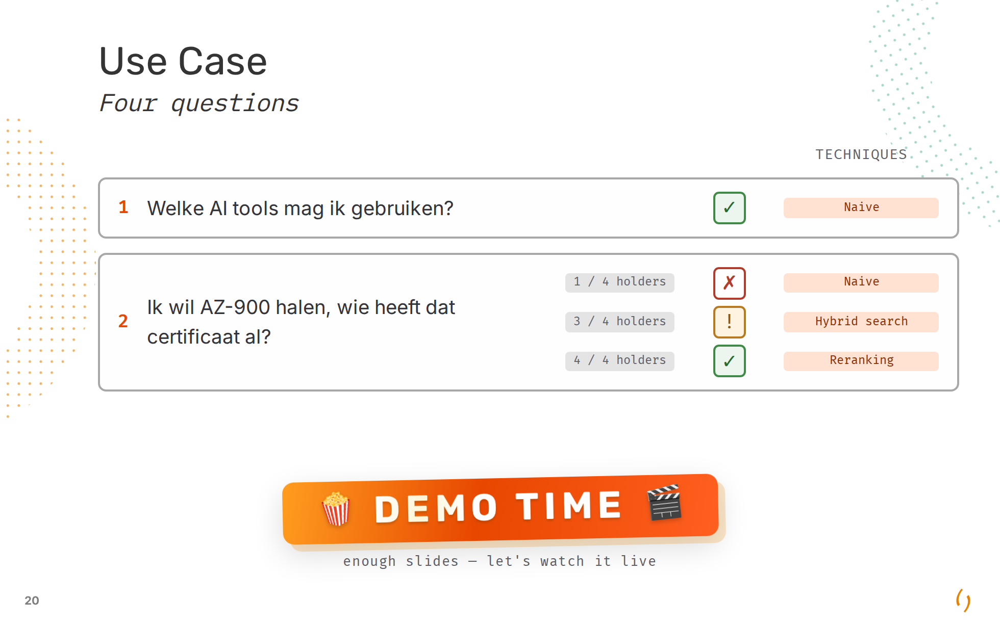 Use Case
Four questions
TECHNIQUES
1 Welke AI tools mag ik gebruiken? ✓ Naive
2 Ik wil AZ-900 halen, wie heeft dat
certificaat al?
1 / 4 holders ✗ Naive
3 / 4 holders ! Hybrid search
4 / 4 holders ✓ Reranking
DEMO TIME
enough slides — let's watch it live
20